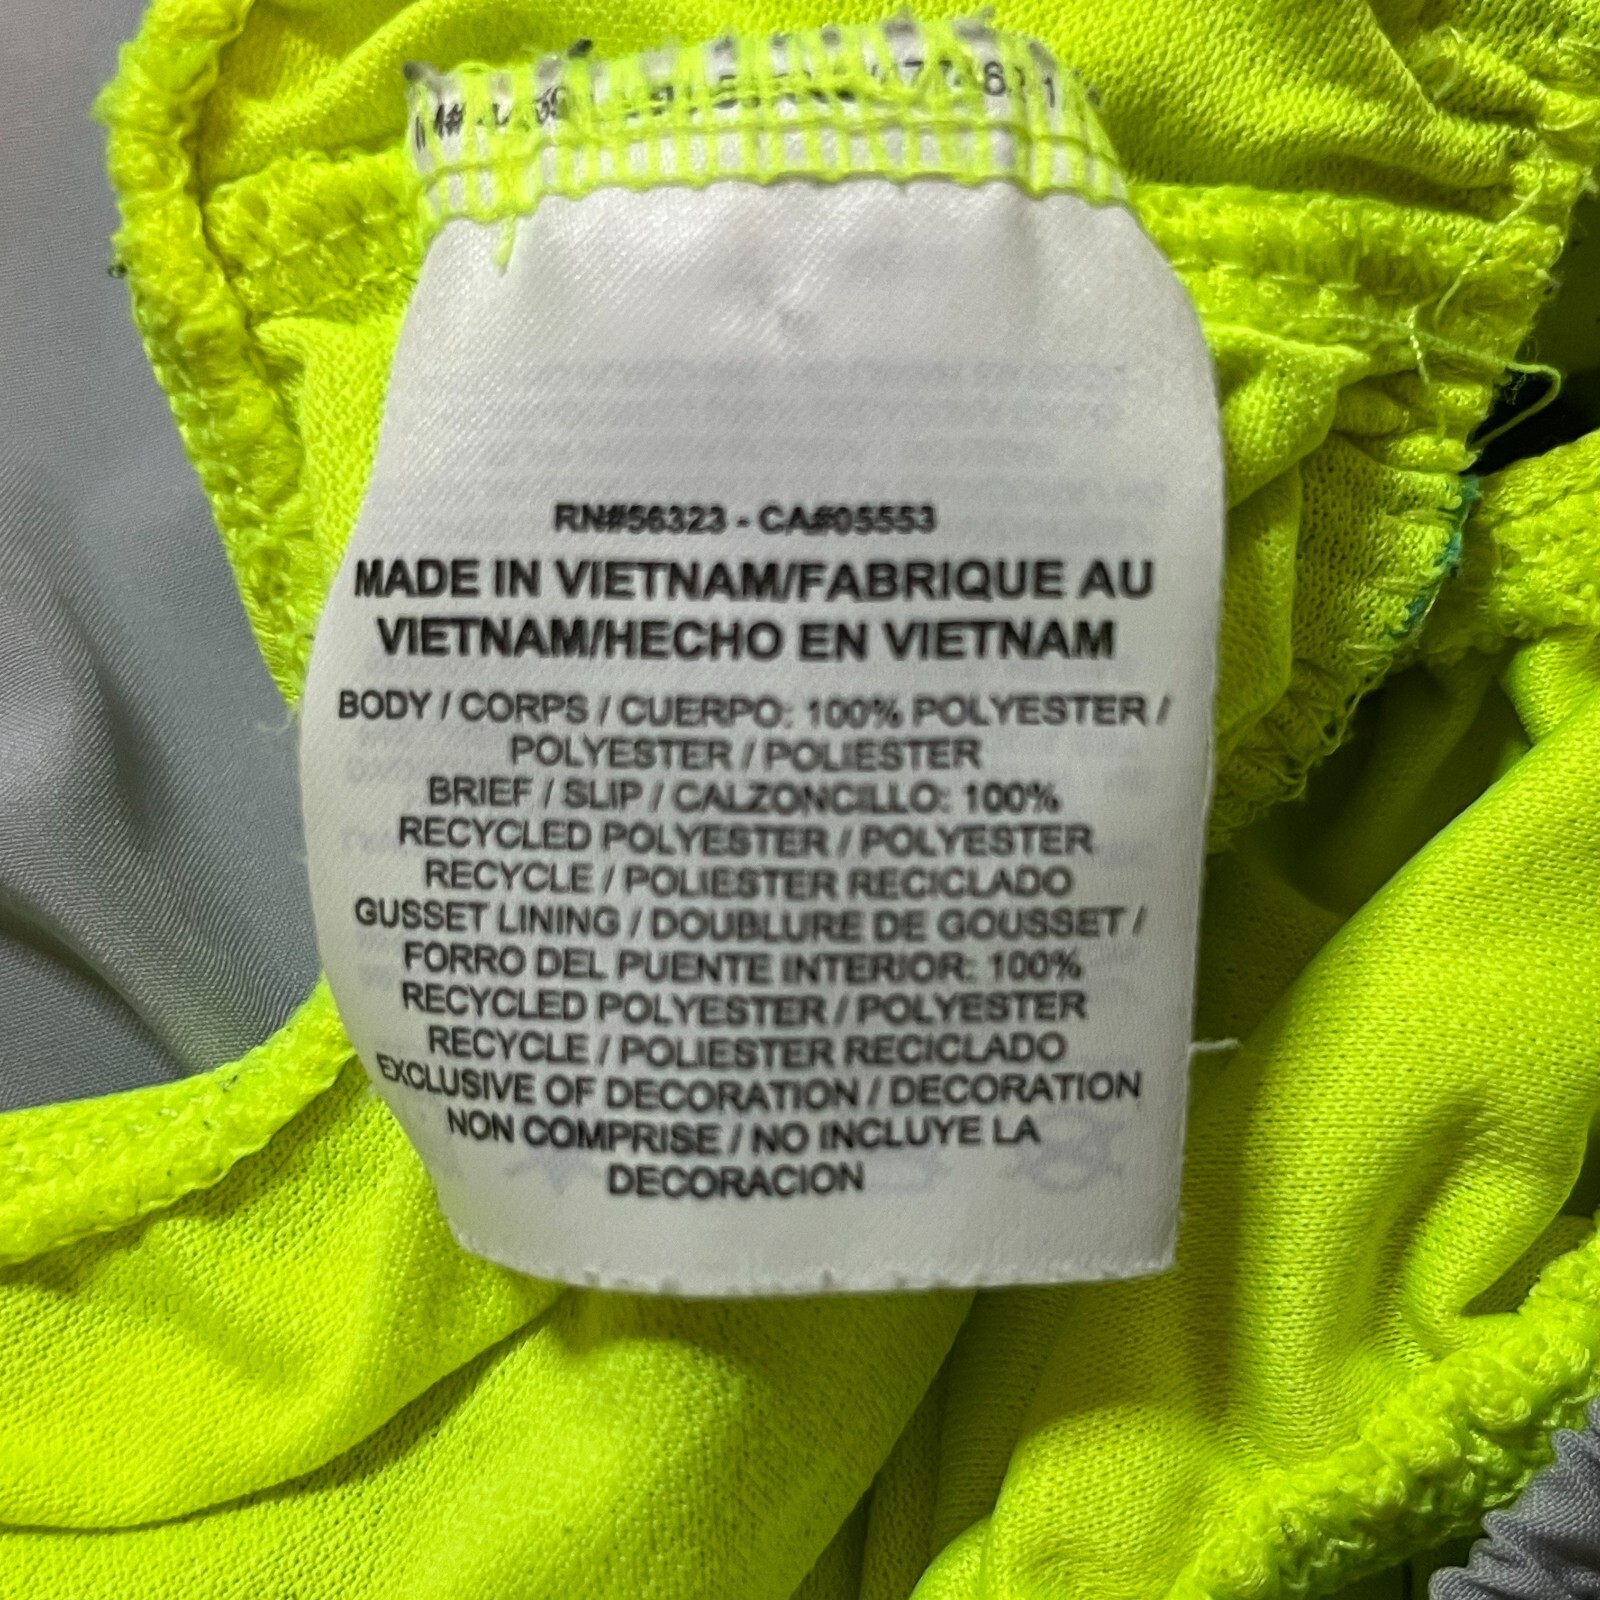 RN#56323 - CA#05553
MADE IN VIETNAM/FABRIQUE AU
VIETNAM/HECHO EN VIETNAM
BODY / CORPS / CUERPO: 100% POLYESTER /
POLYESTER / POLIESTER
BRIEF / SLIP / CALZONCILLO: 100%
RECYCLED POLYESTER / POLYESTER
RECYCLE / POLIESTER RECICLADO
GUSSET LINING / DOUBLURE DE GOUSSET /
FORRO DEL PUENTE INTERIOR: 100%
RECYCLED POLYESTER / POLYESTER
RECYCLE / POLIESTER RECICLADO
EXCLUSIVE OF DECORATION / DECORATION
NON COMPRISE / NO INCLUYE LA
DECORACION